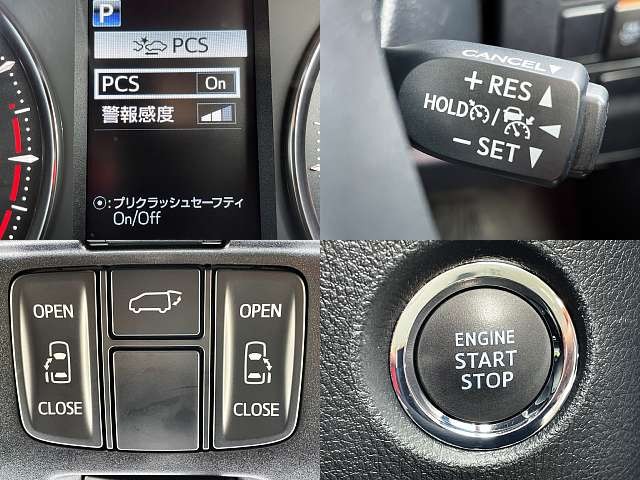 P
PCS
PCS On
警報感度
⦿:プリクラッシュセーフティ
On/Off
CANCEL▼
+RES▲
HOLD / ◀
−SET▼
OPEN
CLOSE
OPEN
CLOSE
ENGINE
START
STOP